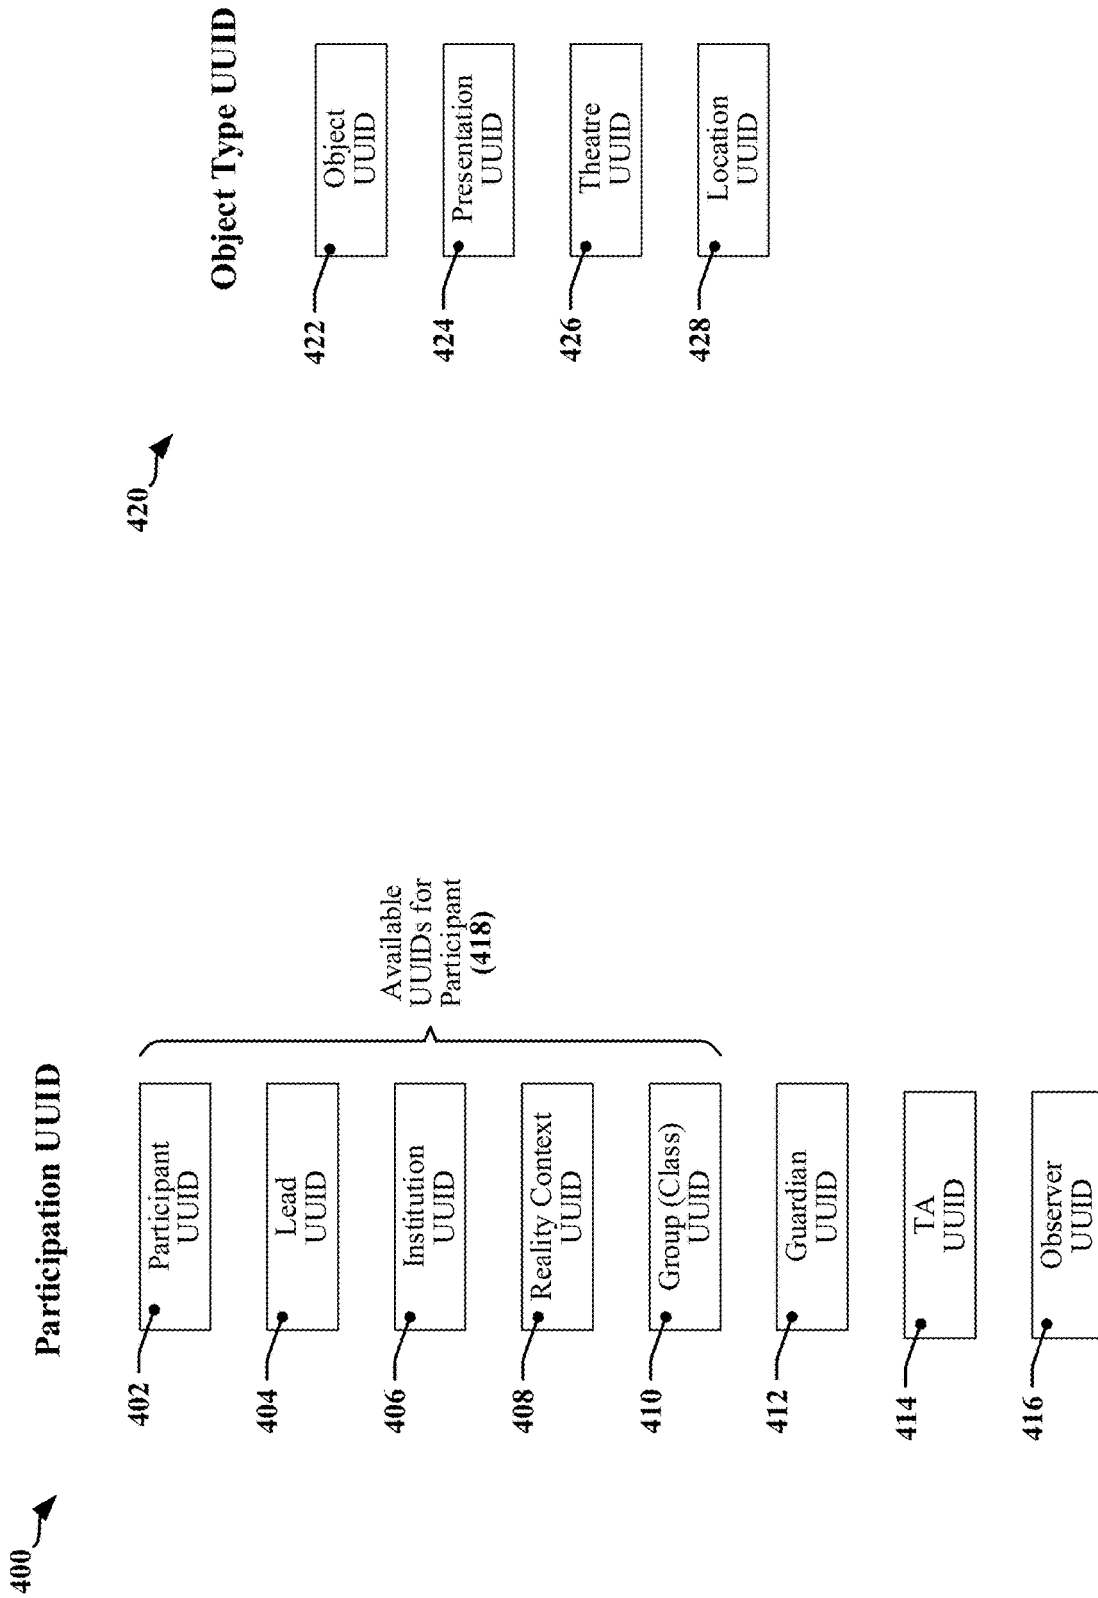 400
Participation UUID
402
Participant
UUID
404
Lead
UUID
406
Institution
UUID
408
Reality Context
UUID
410
Group (Class)
UUID
412
Guardian
UUID
414
TA
UUID
416
Observer
UUID
Available
UUIDs for
Participant
(418)
420
Object Type UUID
422
Object
UUID
424
Presentation
UUID
426
Theatre
UUID
428
Location
UUID